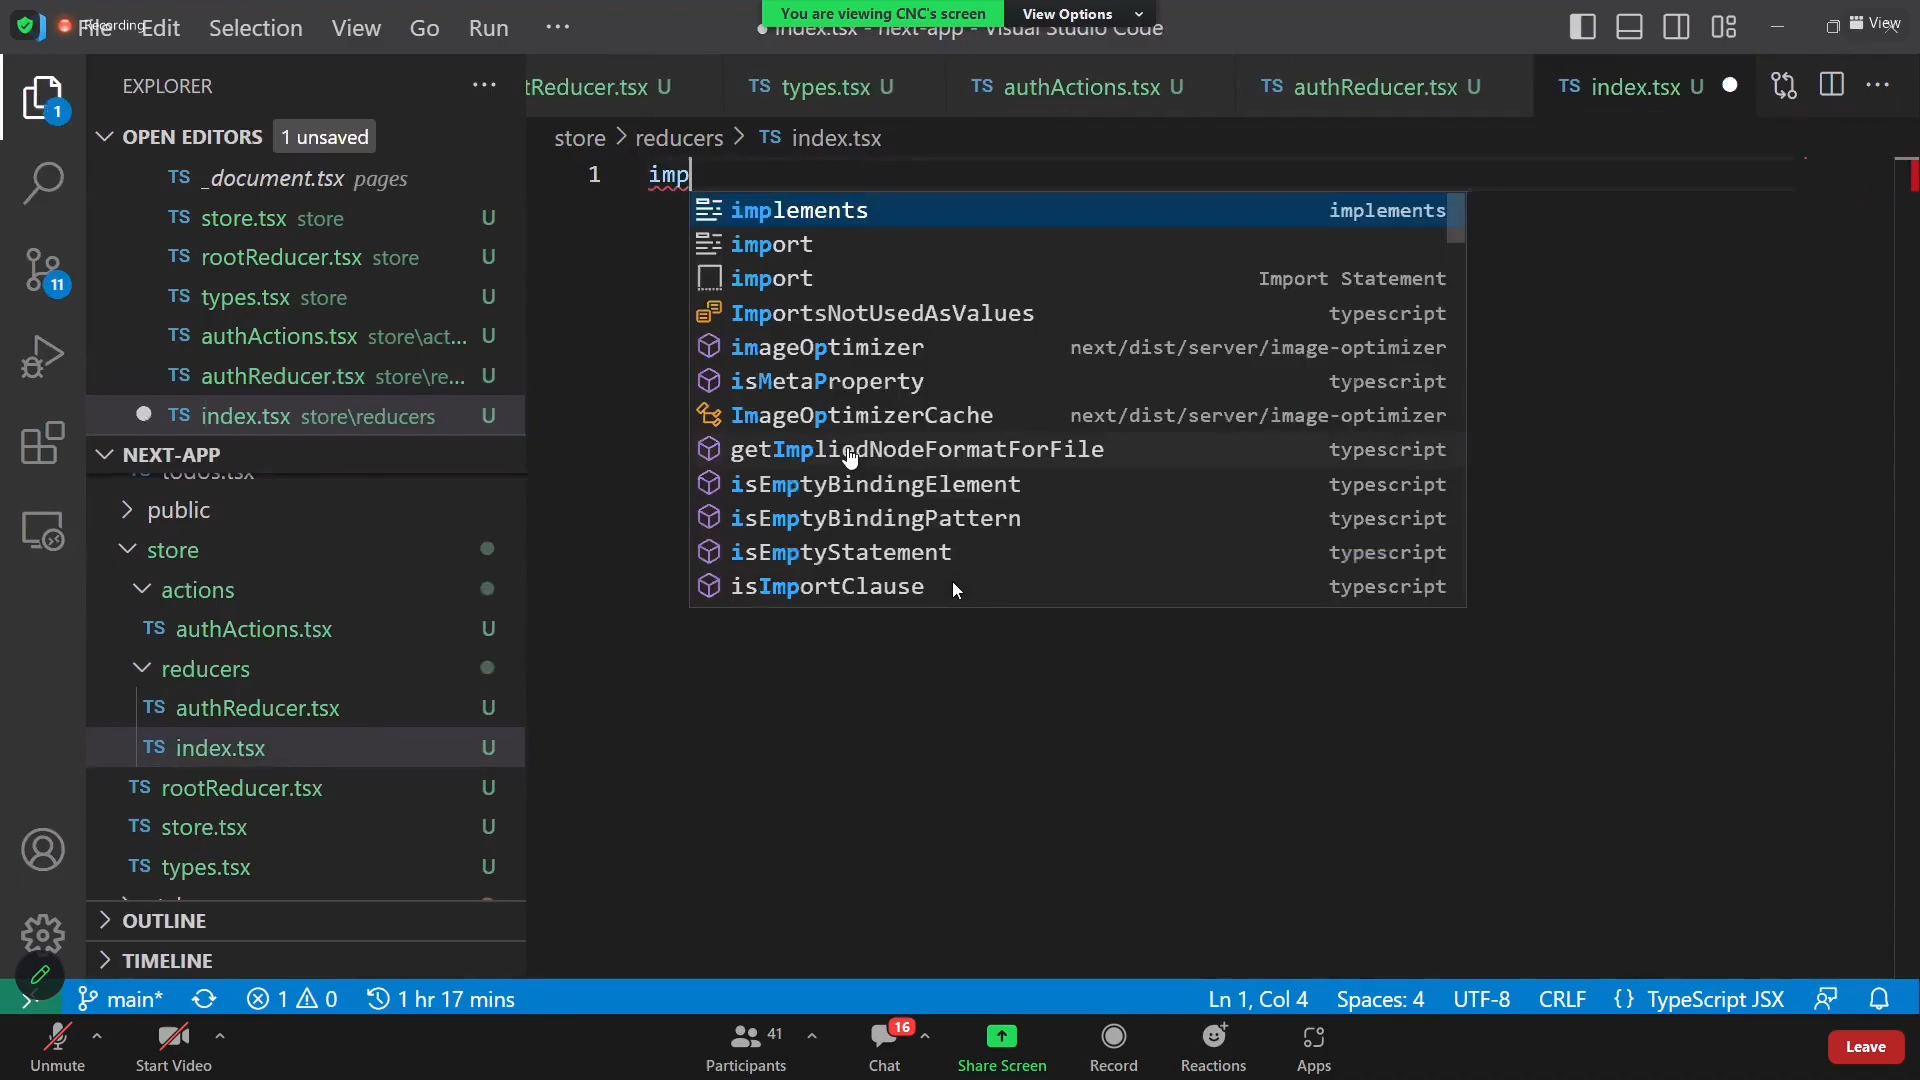 Recording
You are viewing CNC's screen
View Options
View
File
Edit
Selection
View
Go
Run
index.tsx - next-app - Visual Studio Code
EXPLORER
tReducer.tsx U
TS types.tsx U
TS authActions.tsx U
TS authReducer.tsx U
TS index.tsx U
OPEN EDITORS 1 unsaved
store > reducers > TS index.tsx
TS _document.tsx pages
TS store.tsx store U
TS rootReducer.tsx store U
TS types.tsx store U
TS authActions.tsx store\act... U
TS authReducer.tsx store\re... U
TS index.tsx store\reducers U
1
11
1 imp
implements implements
import
import Import Statement
ImportsNotUsedAsValues typescript
imageOptimizer next/dist/server/image-optimizer
isMetaProperty typescript
ImageOptimizerCache next/dist/server/image-optimizer
getImpliedNodeFormatForFile typescript
isEmptyBindingElement typescript
isEmptyBindingPattern typescript
isEmptyStatement typescript
isImportClause typescript
NEXT-APP
todos.tsx
public
store
actions
TS authActions.tsx U
reducers
TS authReducer.tsx U
TS index.tsx U
TS rootReducer.tsx U
TS store.tsx U
TS types.tsx U
OUTLINE
TIMELINE
main* 1 0 1 hr 17 mins Ln 1, Col 4 Spaces: 4 UTF-8 CRLF {} TypeScript JSX
Unmute
Start Video
41
Participants
16
Chat
Share Screen
Record
Reactions
Apps
Leave